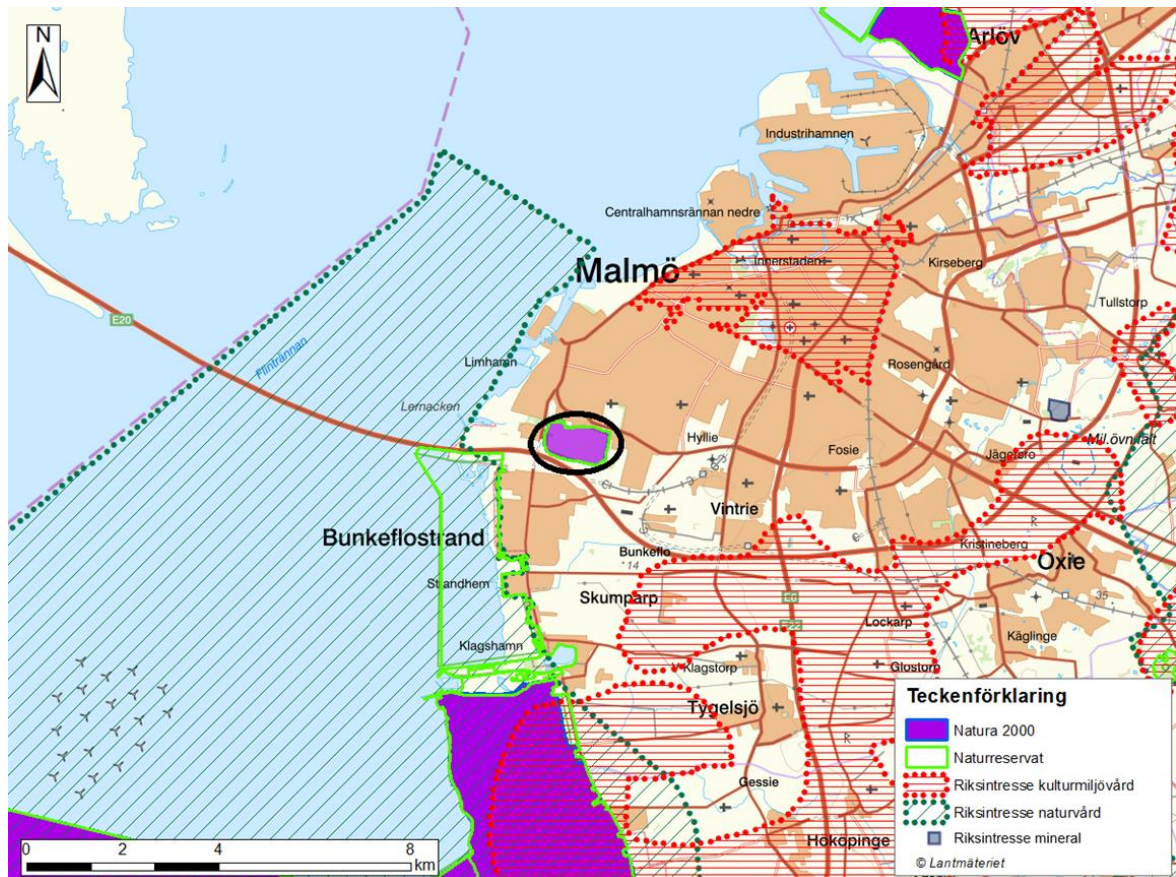 N
Arlöv
Industrihamnen
Centralhamnsrännan nedre
Innerstaden
Kirseberg
Malmö
Tullstorp
E20
Flintrännan
Limhamn
Rosengård
Lernacken
Hyllie
Fosie
Jägersro
Mil.övn.fält
Vintrie
Bunkeflostrand
Bunkeflo
14
Kristineberg
Oxie
Strandhem
Skumparp
E6
35
E22
Lockarp
Käglinge
Klagshamn
V Klagstorp
Glostorp
Tygelsjö
R
R
Gessie
Hököpinge
Teckenförklaring
Natura 2000
Naturreservat
Riksintresse kulturmiljövård
Riksintresse naturvård
Riksintresse mineral
© Lantmäteriet
0 2 4 8
km